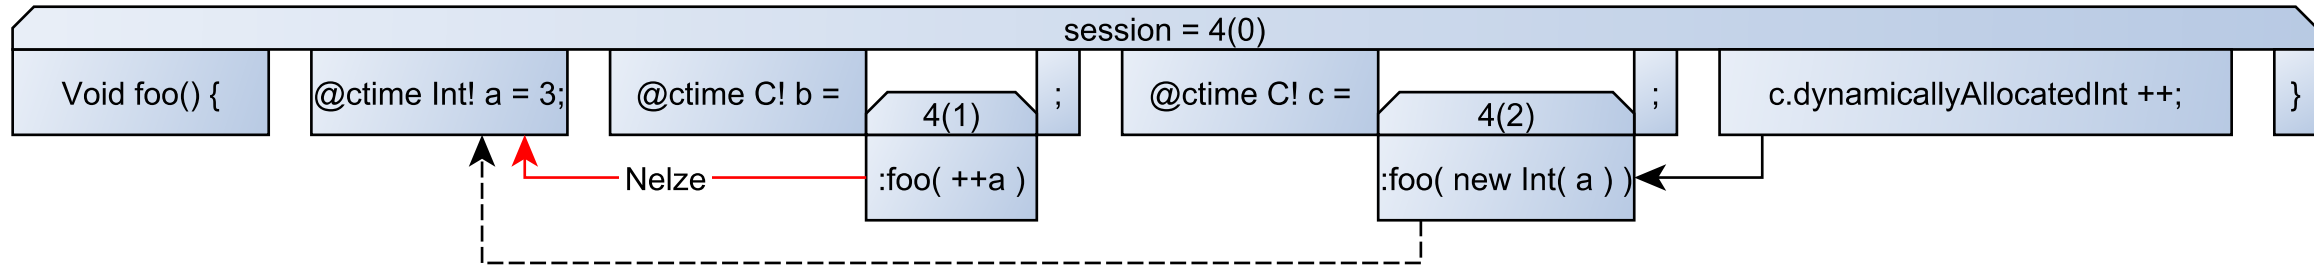 session = 4(0)
Void foo() {
@ctime Int! a = 3;
@ctime C! b =
4(1)
:foo( ++a )
;
@ctime C! c =
4(2)
:foo( new Int( a ) )
;
c.dynamicallyAllocatedInt ++;
}
Nelze